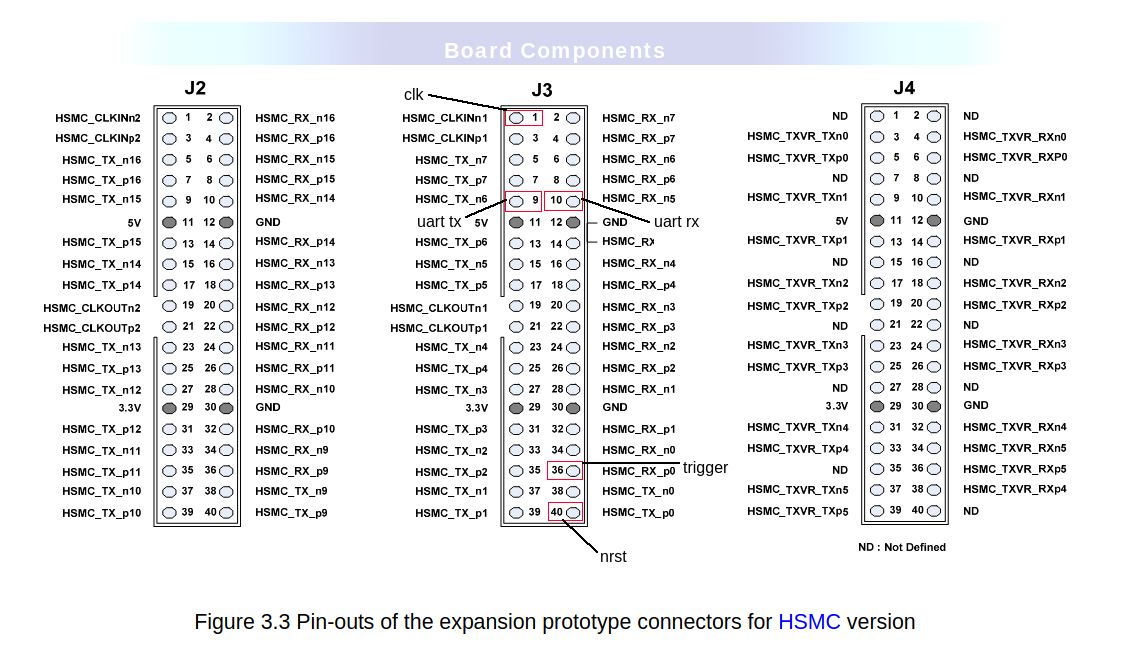 Board Components
J2 J3 J4
clk
HSMC_CLKINn2 1 2 HSMC_RX_n16 HSMC_CLKINn1 1 2 HSMC_RX_n7 ND 1 2 ND
HSMC_CLKINp2 3 4 HSMC_RX_p16 HSMC_CLKINp1 3 4 HSMC_RX_p7 HSMC_TXVR_TXn0 3 4 HSMC_TXVR_RXn0
HSMC_TX_n16 5 6 HSMC_RX_n15 HSMC_TX_n7 5 6 HSMC_RX_n6 HSMC_TXVR_TXp0 5 6 HSMC_TXVR_RXP0
HSMC_TX_p16 7 8 HSMC_RX_p15 HSMC_TX_p7 7 8 HSMC_RX_p6 ND 7 8 ND
HSMC_TX_n15 9 10 HSMC_RX_n14 HSMC_TX_n6 9 10 HSMC_RX_n5 HSMC_TXVR_TXn1 9 10 HSMC_TXVR_RXn1
uart tx uart rx
5V 11 12 GND 5V 11 12 GND 5V 11 12 GND
HSMC_TX_p15 13 14 HSMC_RX_p14 HSMC_TX_p6 13 14 HSMC_RX HSMC_TXVR_TXp1 13 14 HSMC_TXVR_RXp1
HSMC_TX_n14 15 16 HSMC_RX_n13 HSMC_TX_n5 15 16 HSMC_RX_n4 ND 15 16 ND
HSMC_TX_p14 17 18 HSMC_RX_p13 HSMC_TX_p5 17 18 HSMC_RX_p4 HSMC_TXVR_TXn2 17 18 HSMC_TXVR_RXn2
HSMC_CLKOUTn2 19 20 HSMC_RX_n12 HSMC_CLKOUTn1 19 20 HSMC_RX_n3 HSMC_TXVR_TXp2 19 20 HSMC_TXVR_RXp2
HSMC_CLKOUTp2 21 22 HSMC_RX_p12 HSMC_CLKOUTp1 21 22 HSMC_RX_p3 ND 21 22 ND
HSMC_TX_n13 23 24 HSMC_RX_n11 HSMC_TX_n4 23 24 HSMC_RX_n2 HSMC_TXVR_TXn3 23 24 HSMC_TXVR_RXn3
HSMC_TX_p13 25 26 HSMC_RX_p11 HSMC_TX_p4 25 26 HSMC_RX_p2 HSMC_TXVR_TXp3 25 26 HSMC_TXVR_RXp3
HSMC_TX_n12 27 28 HSMC_RX_n10 HSMC_TX_n3 27 28 HSMC_RX_n1 ND 27 28 ND
3.3V 29 30 GND 3.3V 29 30 GND 3.3V 29 30 GND
HSMC_TX_p12 31 32 HSMC_RX_p10 HSMC_TX_p3 31 32 HSMC_RX_p1 HSMC_TXVR_TXn4 31 32 HSMC_TXVR_RXn4
HSMC_TX_n11 33 34 HSMC_RX_n9 HSMC_TX_n2 33 34 HSMC_RX_n0 HSMC_TXVR_TXp4 33 34 HSMC_TXVR_RXn5
HSMC_TX_p11 35 36 HSMC_RX_p9 HSMC_TX_p2 35 36 HSMC_RX_p0 trigger ND 35 36 HSMC_TXVR_RXp5
HSMC_TX_n10 37 38 HSMC_TX_n9 HSMC_TX_n1 37 38 HSMC_TX_n0 HSMC_TXVR_TXn5 37 38 HSMC_TXVR_RXp4
HSMC_TX_p10 39 40 HSMC_TX_p9 HSMC_TX_p1 39 40 HSMC_TX_p0 HSMC_TXVR_TXp5 39 40 ND
nrst
ND : Not Defined
Figure 3.3 Pin-outs of the expansion prototype connectors for HSMC version